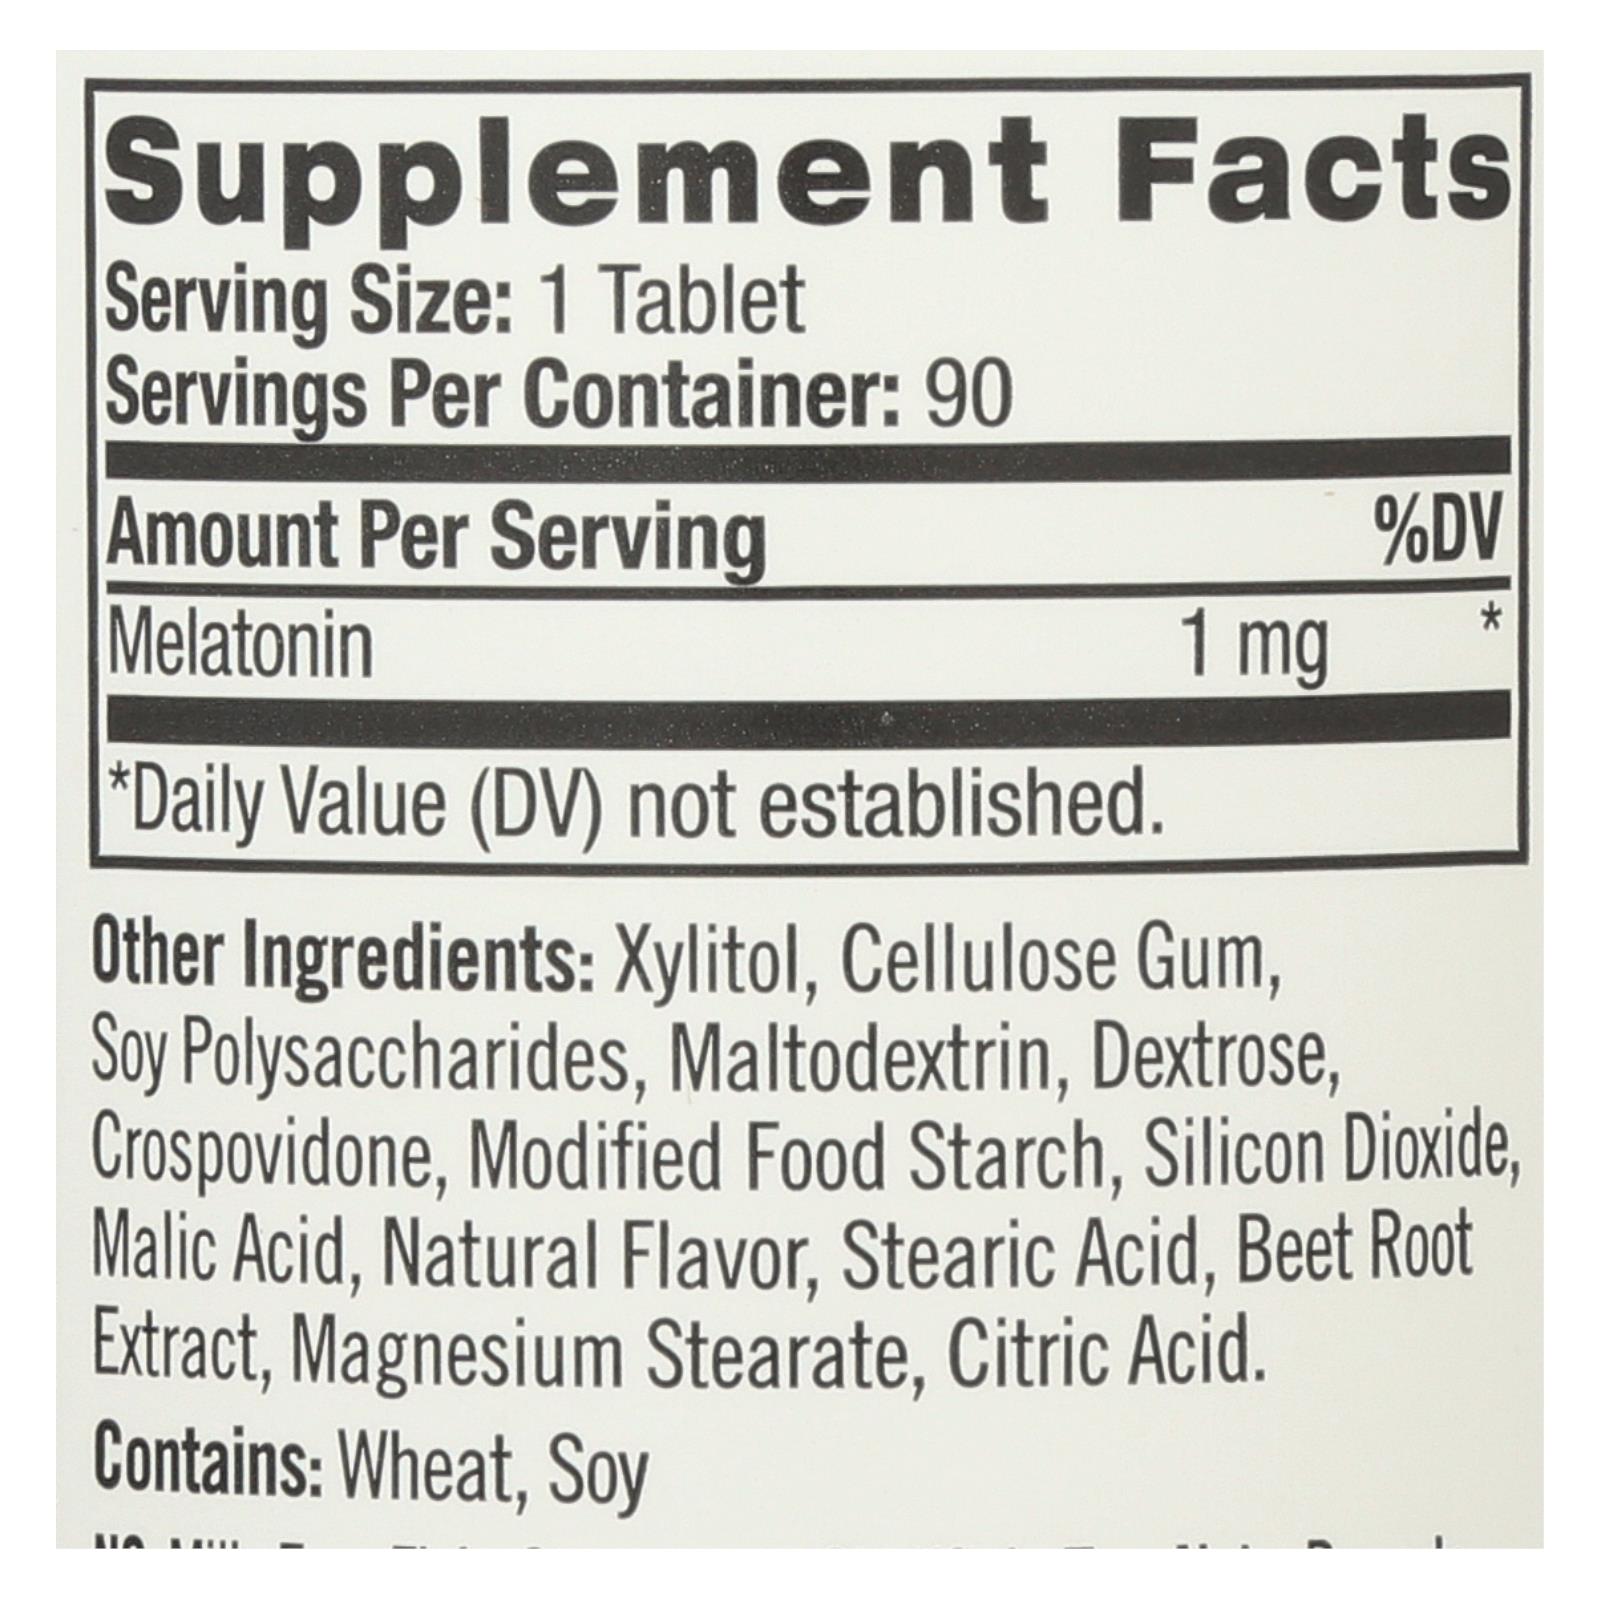 Supplement Facts
Serving Size: 1 Tablet
Servings Per Container: 90
Amount Per Serving %DV
Melatonin 1 mg *
*Daily Value (DV) not established.
Other Ingredients: Xylitol, Cellulose Gum,
Soy Polysaccharides, Maltodextrin, Dextrose,
Crospovidone, Modified Food Starch, Silicon Dioxide,
Malic Acid, Natural Flavor, Stearic Acid, Beet Root
Extract, Magnesium Stearate, Citric Acid.
Contains: Wheat, Soy